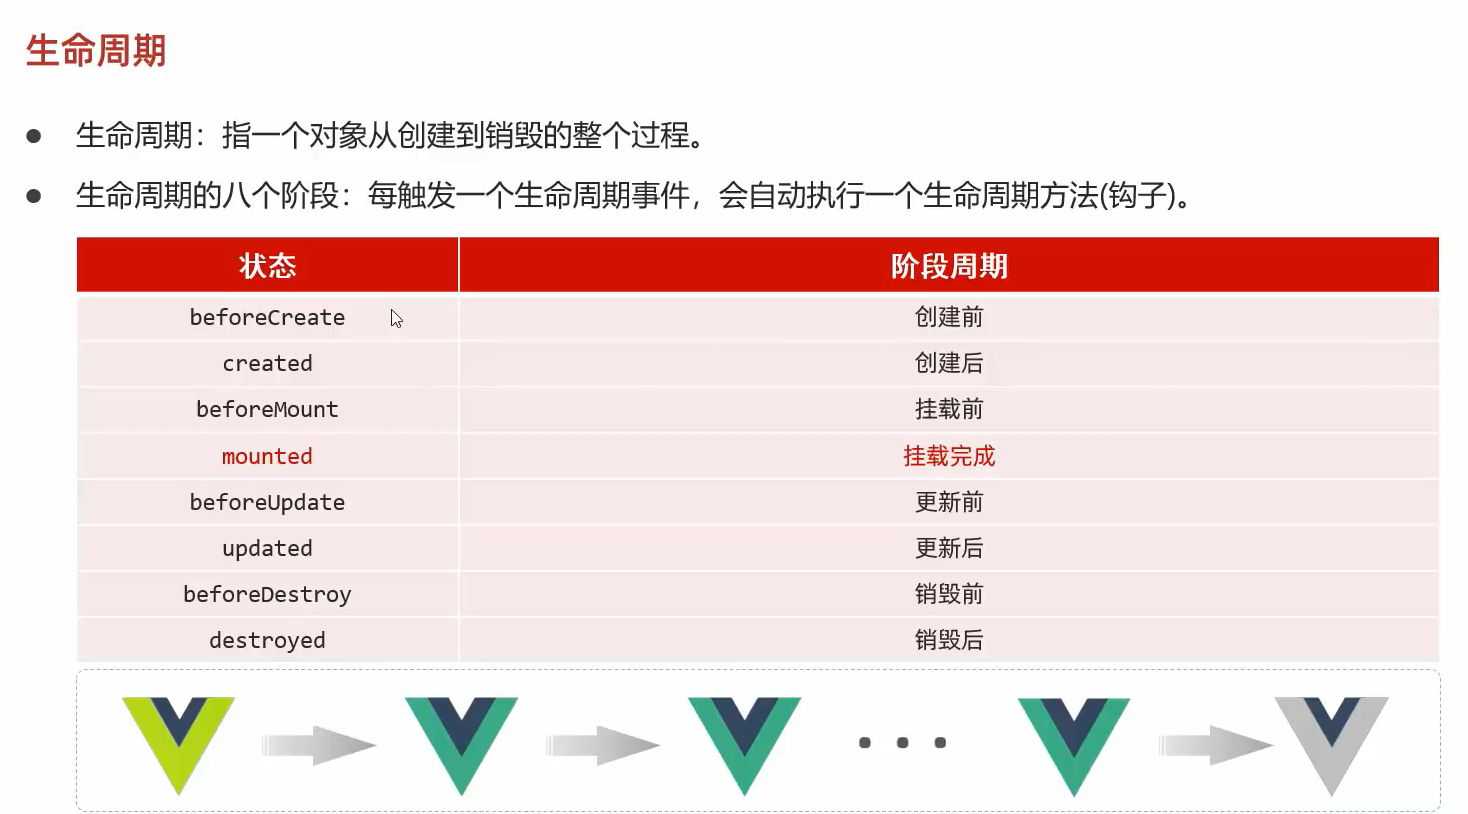 生命周期
生命周期：指一个对象从创建到销毁的整个过程。
生命周期的八个阶段：每触发一个生命周期事件，会自动执行一个生命周期方法(钩子)。
状态 阶段周期
beforeCreate 创建前
created 创建后
beforeMount 挂载前
mounted 挂载完成
beforeUpdate 更新前
updated 更新后
beforeDestroy 销毁前
destroyed 销毁后